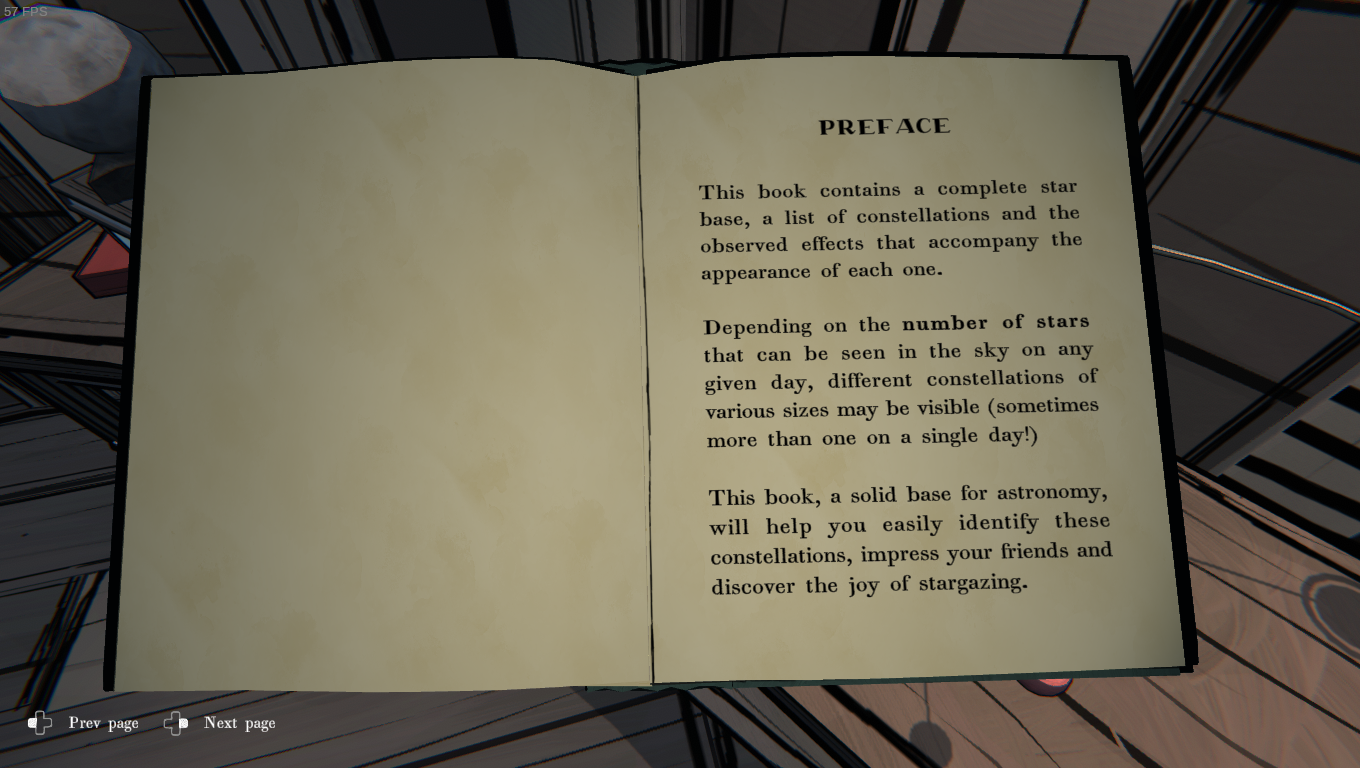 57 FPS
PREFACE
This book contains a complete star
base, a list of constellations and the
observed effects that accompany the
appearance of each one.
Depending on the number of stars
that can be seen in the sky on any
given day, different constellations of
various sizes may be visible (sometimes
more than one on a single day!)
This book, a solid base for astronomy,
will help you easily identify these
constellations, impress your friends and
discover the joy of stargazing.
Prev page
Next page